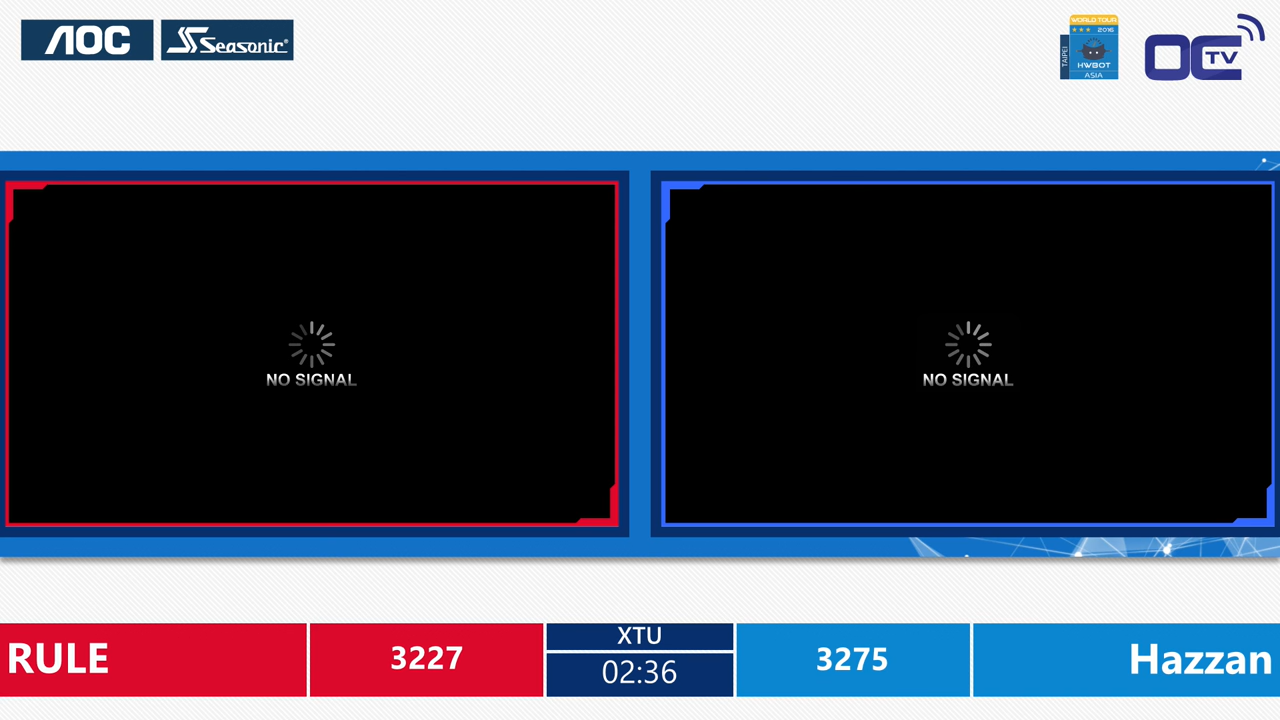 AOC
Seasonic®
WORLD TOUR
2016
TAIPEI
HWBOT
ASIA
OC TV
NO SIGNAL
NO SIGNAL
RULE
3227
XTU
02:36
3275
Hazzan